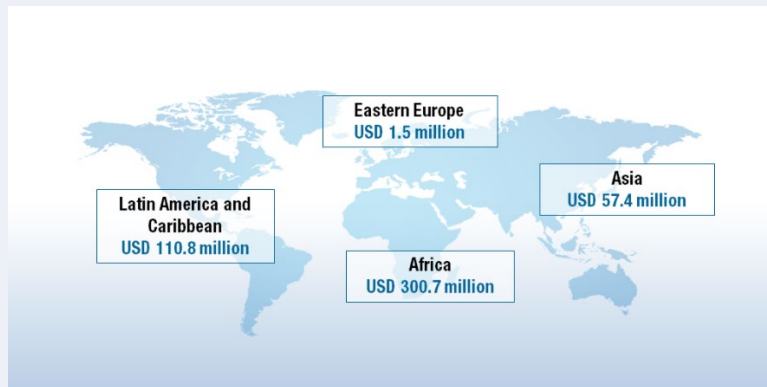 Eastern Europe
USD 1.5 million
Asia
USD 57.4 million
Latin America and
Caribbean
USD 110.8 million
Africa
USD 300.7 million